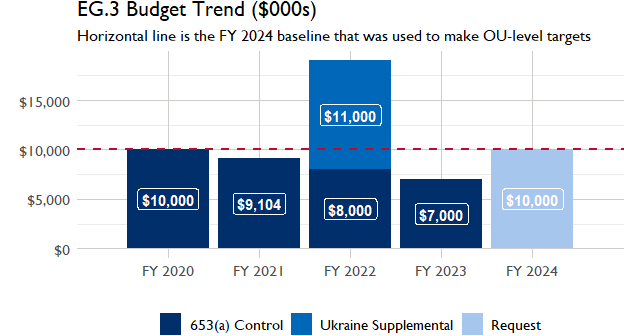 EG.3 Budget Trend ($000s)
Horizontal line is the FY 2024 baseline that was used to make OU-level targets
$15,000
$10,000
$5,000
$0
$10,000
$9,104
$11,000
$8,000
$7,000
$10,000
FY 2020 FY 2021 FY 2022 FY 2023 FY 2024
653(a) Control Ukraine Supplemental Request